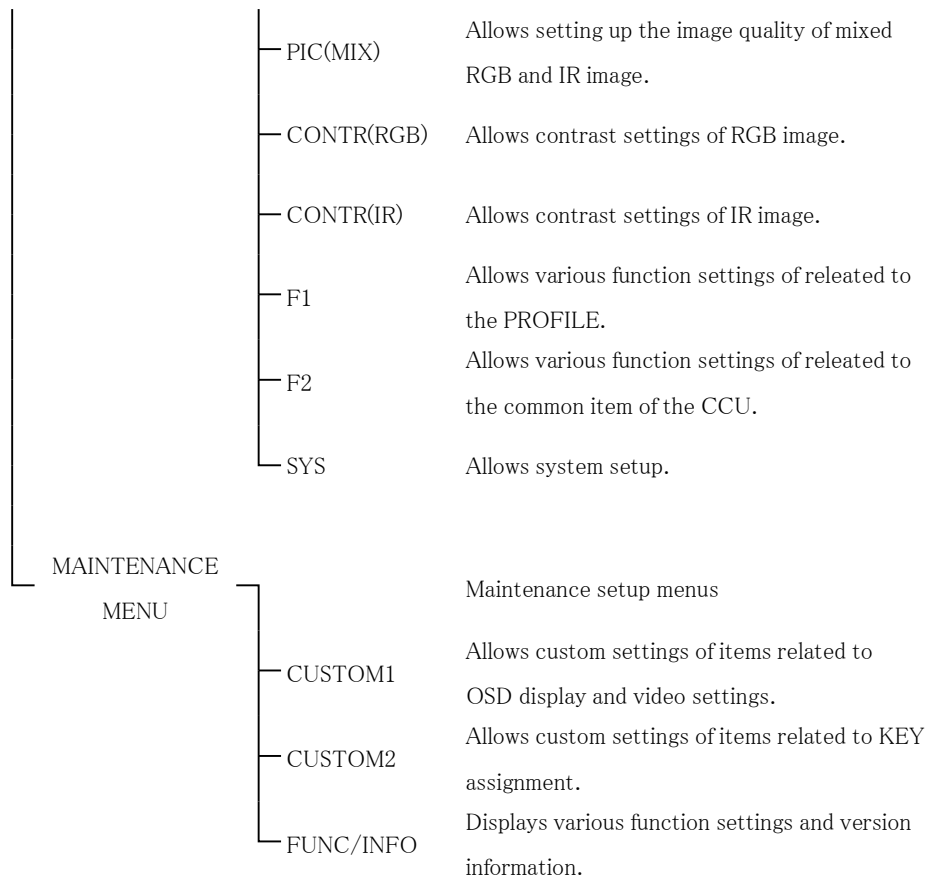 PIC(MIX)
Allows setting up the image quality of mixed
RGB and IR image.
CONTR(RGB)
Allows contrast settings of RGB image.
CONTR(IR)
Allows contrast settings of IR image.
F1
Allows various function settings of releated to
the PROFILE.
F2
Allows various function settings of releated to
the common item of the CCU.
SYS
Allows system setup.
MAINTENANCE
MENU
Maintenance setup menus
CUSTOM1
Allows custom settings of items related to
OSD display and video settings.
CUSTOM2
Allows custom settings of items related to KEY
assignment.
FUNC/INFO
Displays various function settings and version
information.